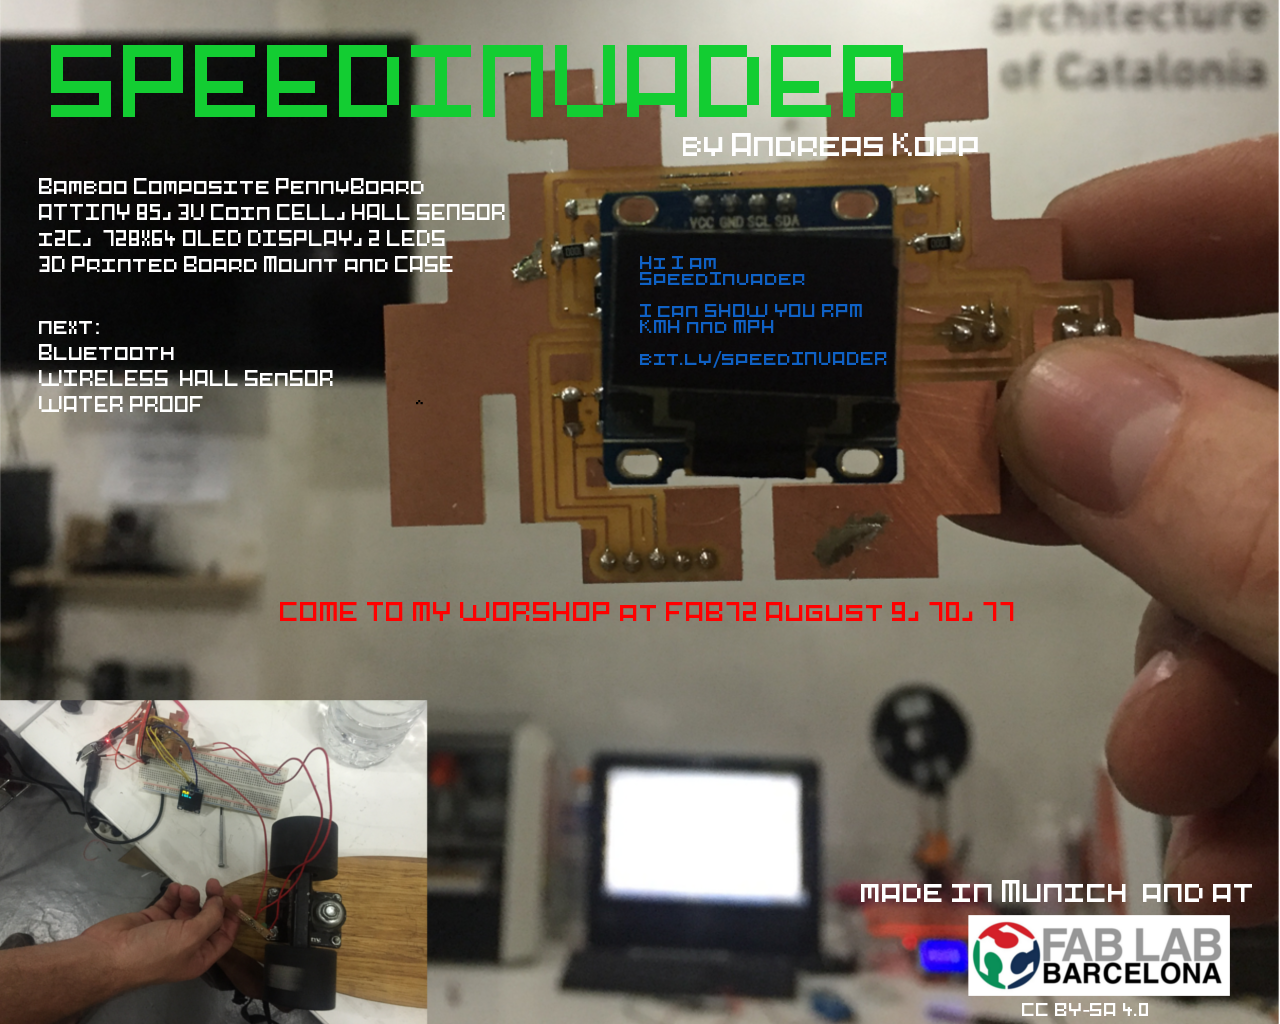 architecture
of Catalonia
SPEEDINVADER
by Andreas Kopp
Bamboo Composite PennyBoard
ATTINY 85, 3V Coin CELL, HALL SENSOR
I2C, 128X64 OLED DISPLAY, 2 LEDS
3D Printed Board Mount and CASE
NEXT:
Bluetooth
WIRELESS HALL SENSOR
WATER PROOF
VCC GND SCL SDA
Hi I am
SpeedInvader
I can SHOW YOU RPM
KMH and MPH
BIT.LY/SPEEDINVADER
COME TO MY WORSHOP at FAB12 August 9, 10, 11
made in Munich and at
FAB LAB
BARCELONA
CC BY-SA 4.0